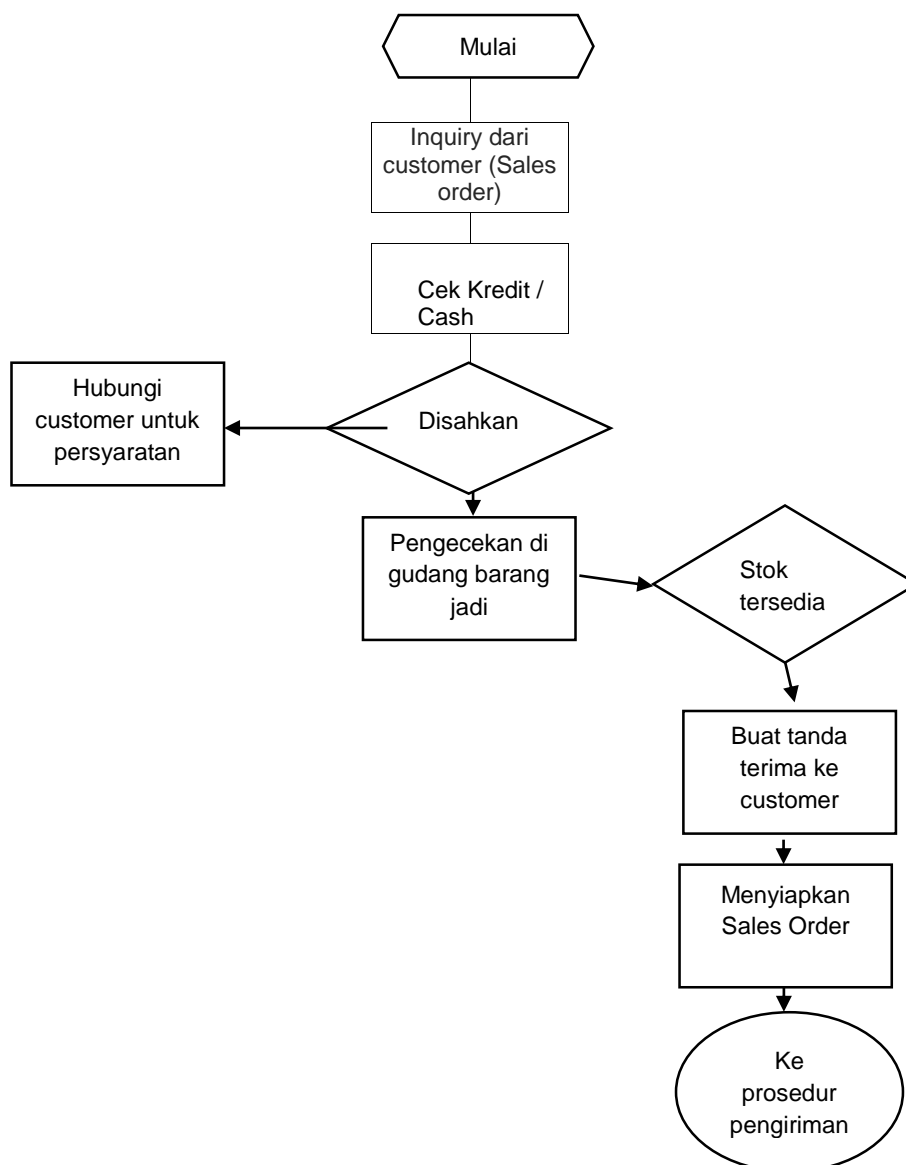 Mulai
Inquiry dari
customer (Sales
order)
Cek Kredit /
Cash
Hubungi
customer untuk
persyaratan
Disahkan
Pengecekan di
gudang barang
jadi
Stok
tersedia
Buat tanda
terima ke
customer
Menyiapkan
Sales Order
Ke
prosedur
pengiriman